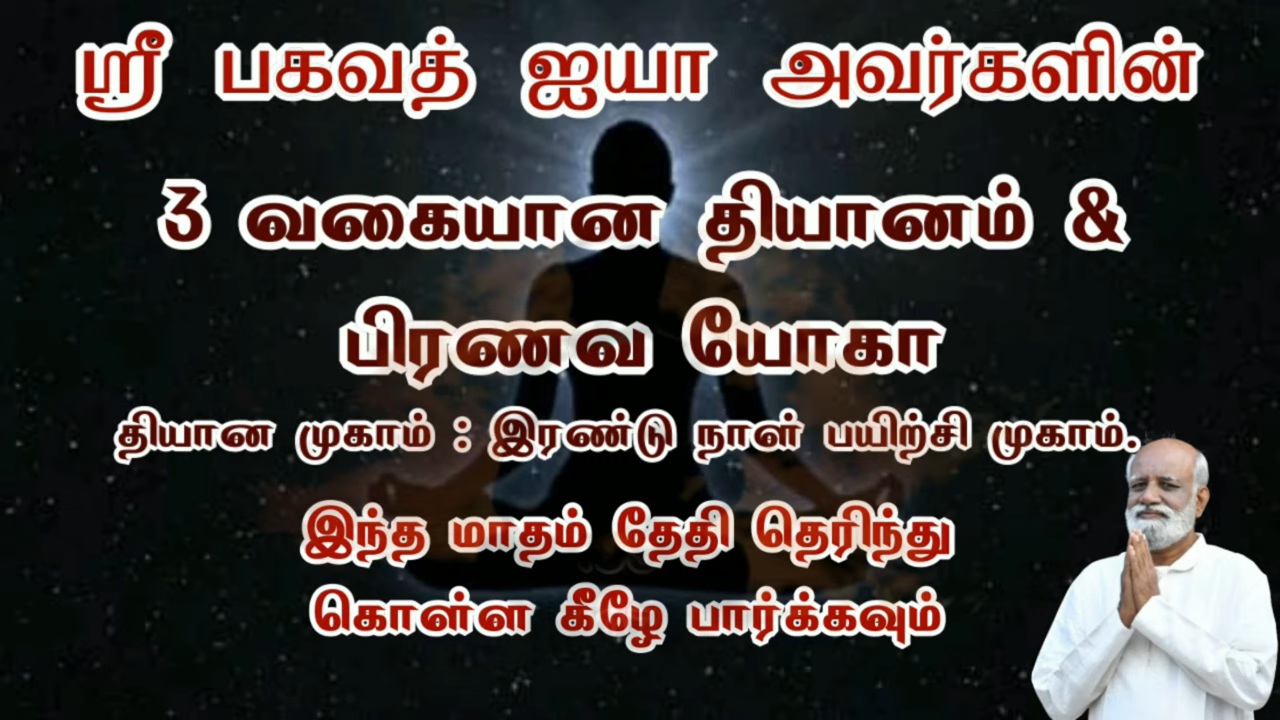 ஸ்ரீ பகவத் ஐயா அவர்களின்
3 வகையான தியானம் &
பிரணவ யோகா
தியான முகாம் : இரண்டு நாள் பயிற்சி முகாம்.
இந்த மாதம் தேதி தெரிந்து
கொள்ள கீழே பார்க்கவும்